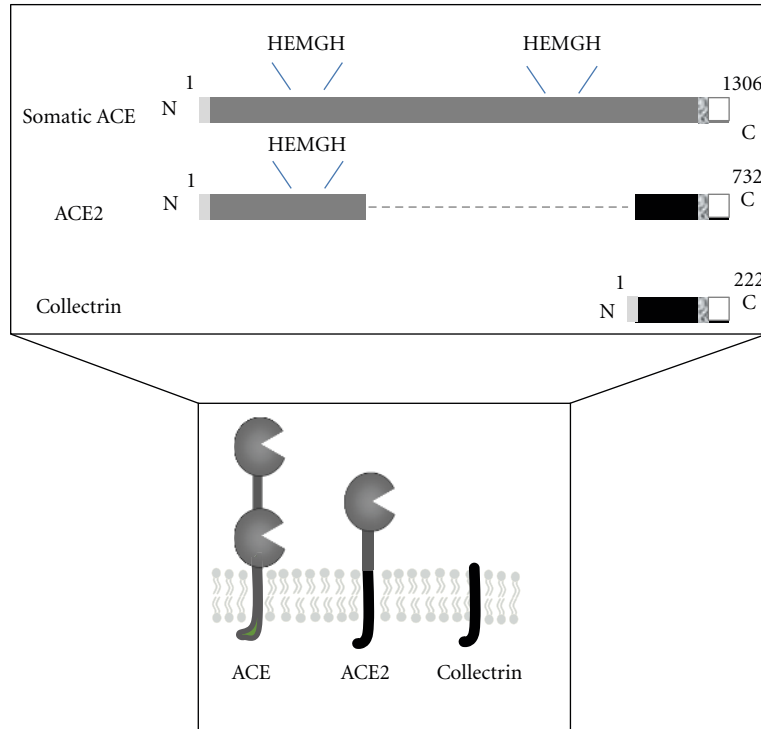 HEMGH HEMGH
1 1306
Somatic ACE N C
HEMGH
1 732
ACE2 N C
1 222
Collectrin N C
ACE ACE2 Collectrin